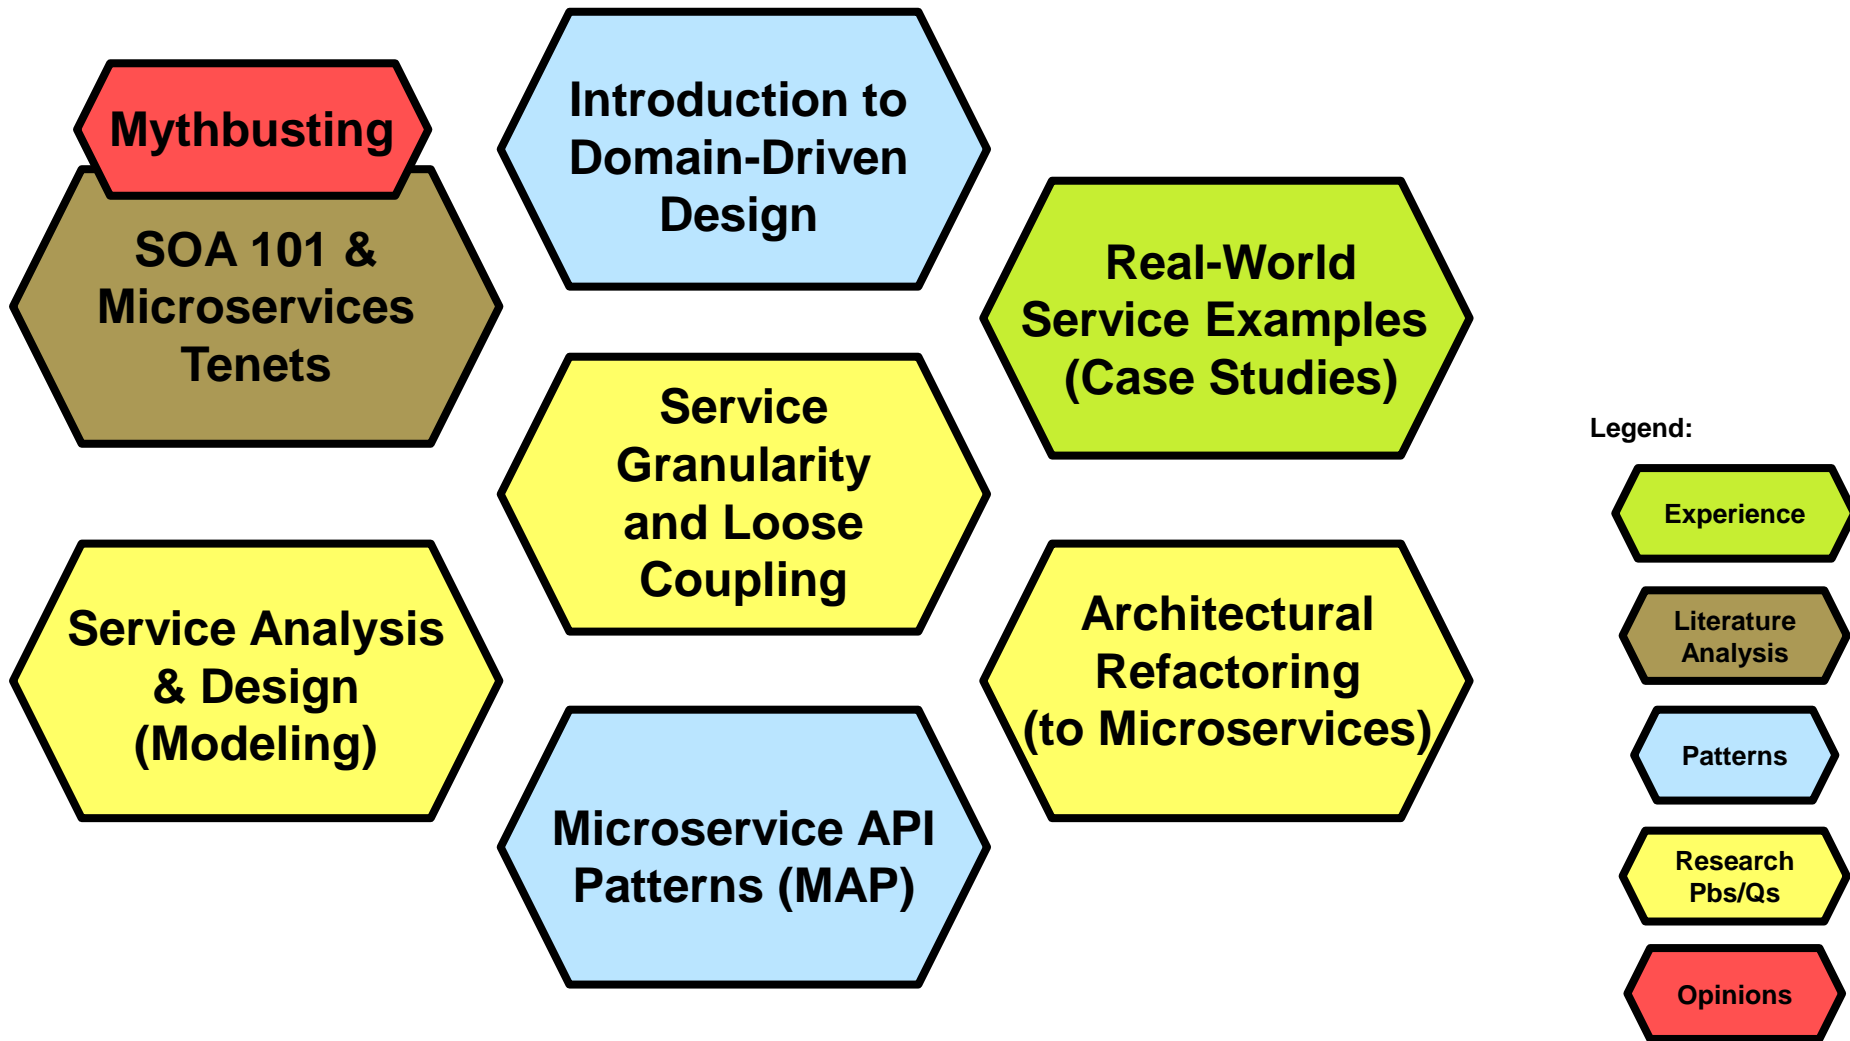 Mythbusting
SOA 101 &
Microservices
Tenets
Introduction to
Domain-Driven
Design
Real-World
Service Examples
(Case Studies)
Service
Granularity
and Loose
Coupling
Service Analysis
& Design
(Modeling)
Architectural
Refactoring
(to Microservices)
Microservice API
Patterns (MAP)
Legend:
Experience
Literature
Analysis
Patterns
Research
Pbs/Qs
Opinions